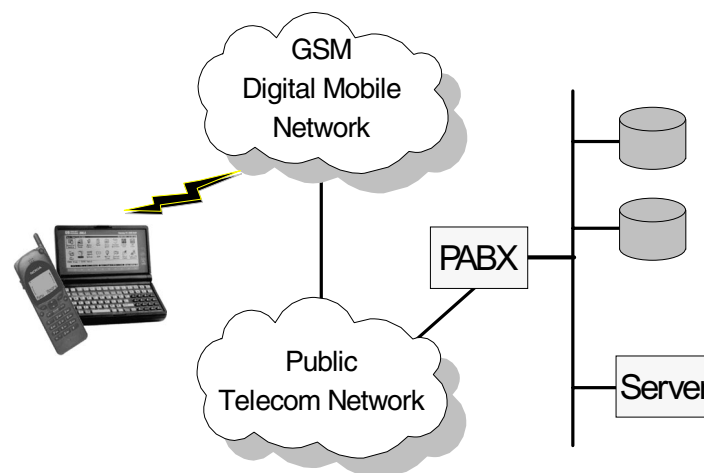 GSM
Digital Mobile
Network
PABX
Public
Telecom Network
Server